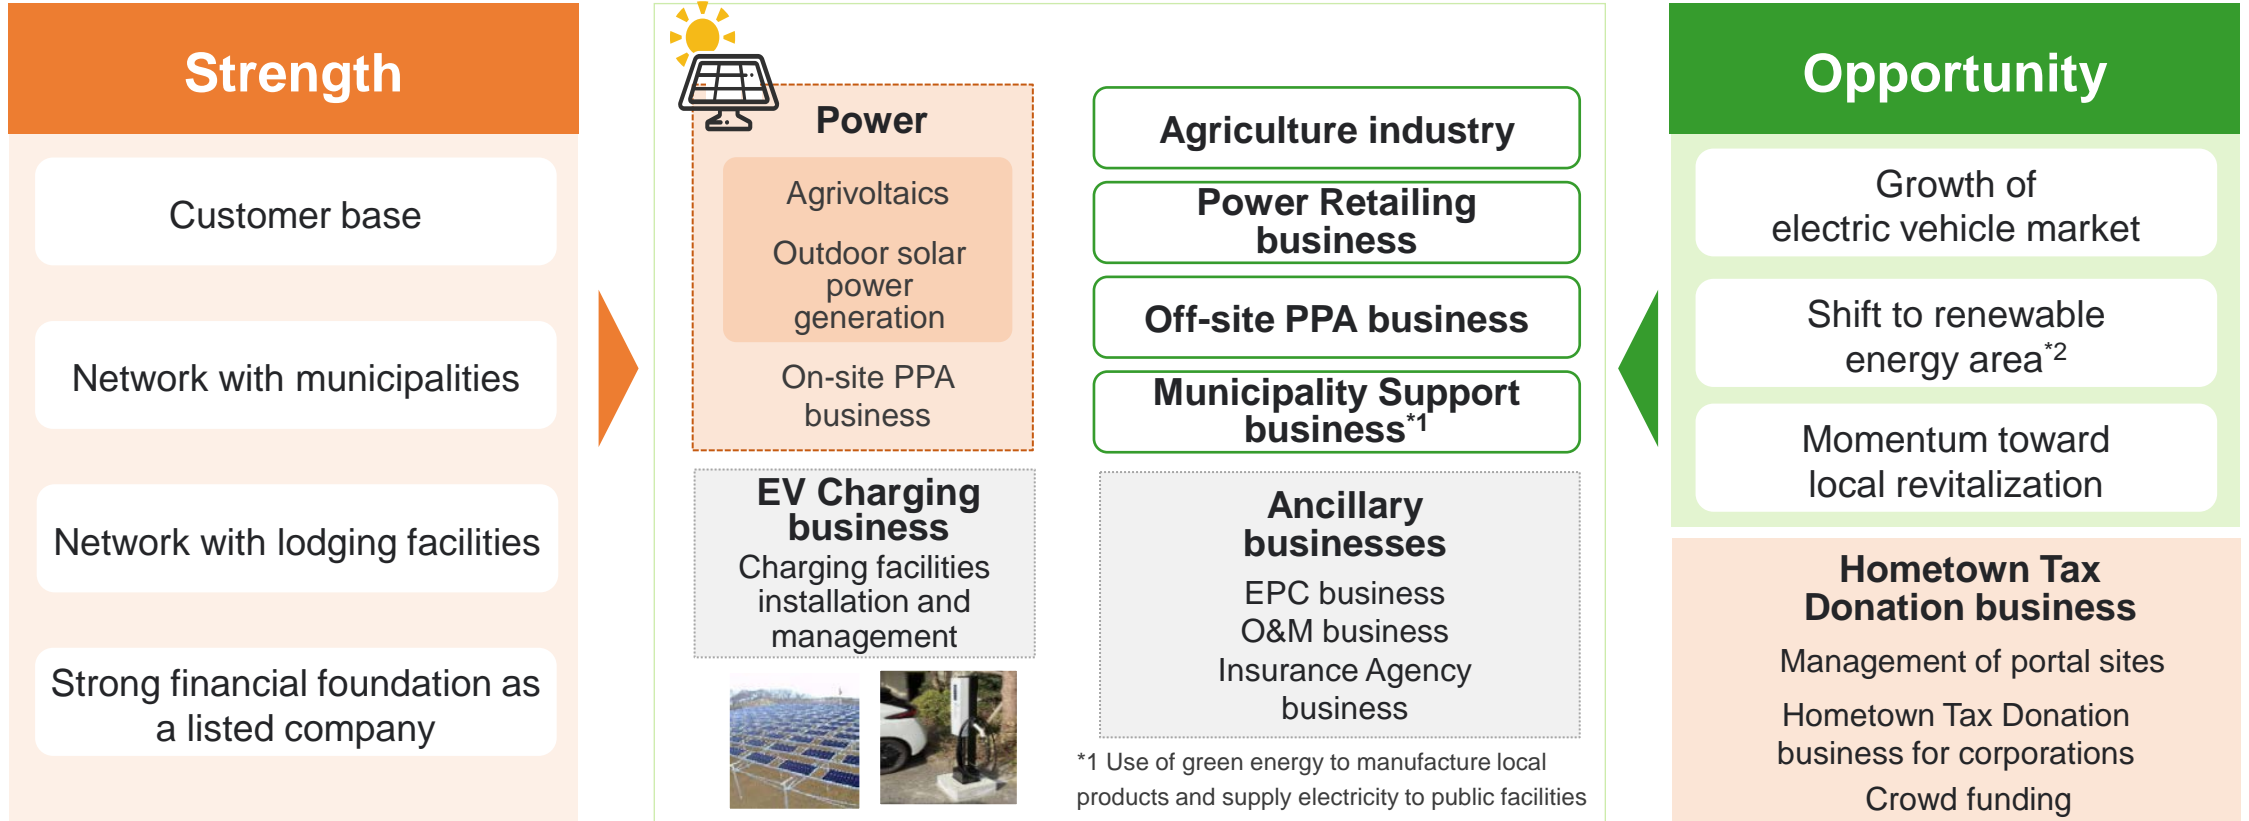 Strength
Customer base
Network with municipalities
Network with lodging facilities
Strong financial foundation as
a listed company
Power
Agrivoltaics
Outdoor solar
power
generation
On-site PPA
business
EV Charging
business
Charging facilities
installation and
management
Agriculture industry
Power Retailing
business
Off-site PPA business
Municipality Support
business*1
Ancillary
businesses
EPC business
O&M business
Insurance Agency
business
*1 Use of green energy to manufacture local
products and supply electricity to public facilities
Opportunity
Growth of
electric vehicle market
Shift to renewable
energy area*2
Momentum toward
local revitalization
Hometown Tax
Donation business
Management of portal sites
Hometown Tax Donation
business for corporations
Crowd funding